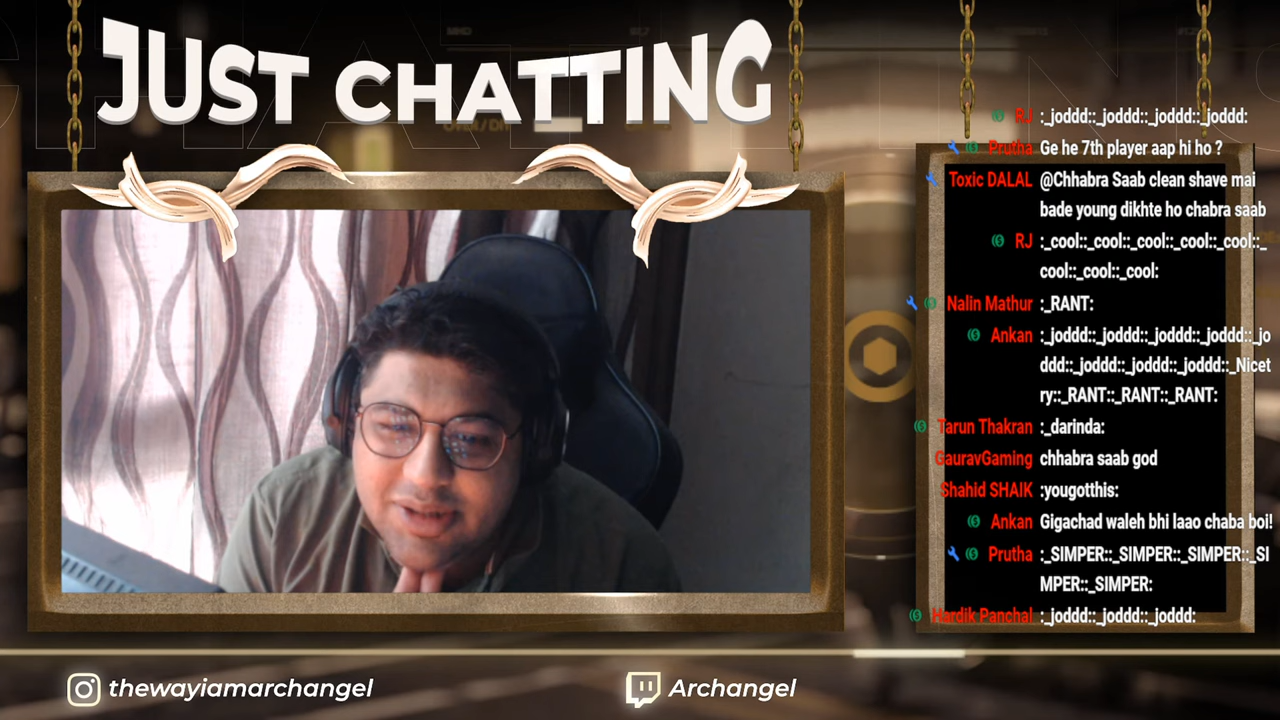 JUST CHATTING
RJ :_joddd::_joddd::_joddd::_joddd:
Prutha Ge he 7th player aap hi ho ?
Toxic DALAL @Chhabra Saab clean shave mai
bade young dikhte ho chabra saab
RJ :_cool::_cool::_cool::_cool::_cool::_
cool::_cool::_cool:
Nalin Mathur :_RANT:
Ankan :_joddd::_joddd::_joddd::_joddd::_jo
ddd::_joddd::_joddd::_joddd::_Nicet
ry::_RANT::_RANT::_RANT:
Tarun Thakran :_darinda:
GauravGaming chhabra saab god
Shahid SHAIK :yougotthis:
Ankan Gigachad waleh bhi laao chaba boi!
Prutha :_SIMPER::_SIMPER::_SIMPER::_SI
MPER::_SIMPER:
Hardik Panchal :_joddd::_joddd::_joddd:
thewayiamarchangel
Archangel